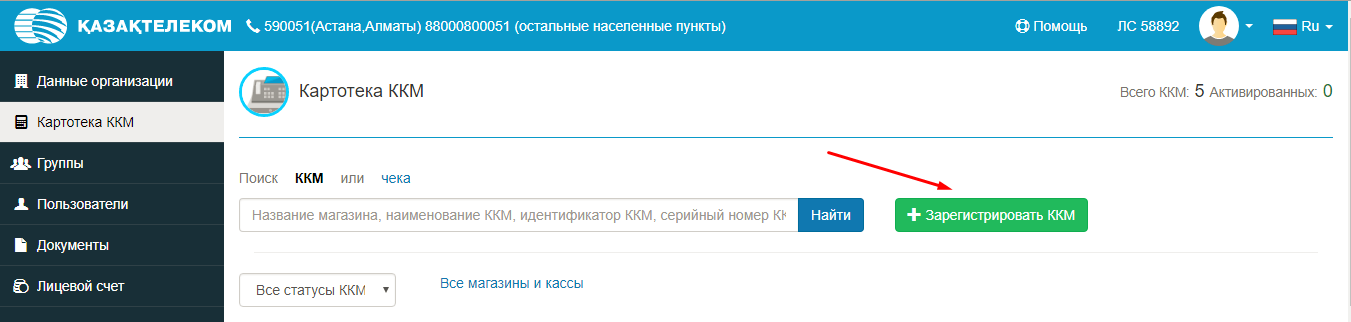 ҚАЗАҚТЕЛЕКОМ 590051(Астана,Алматы) 88000800051 (остальные населенные пункты) Помощь ЛС 58892 Ru
Данные организации
Картотека ККМ
Группы
Пользователи
Документы
Лицевой счет
Картотека ККМ
Всего ККМ: 5 Активированных: 0
Поиск ККМ или чека
Название магазина, наименование ККМ, идентификатор ККМ, серийный номер КК
Найти
Зарегистрировать ККМ
Все статусы ККМ
Все магазины и кассы